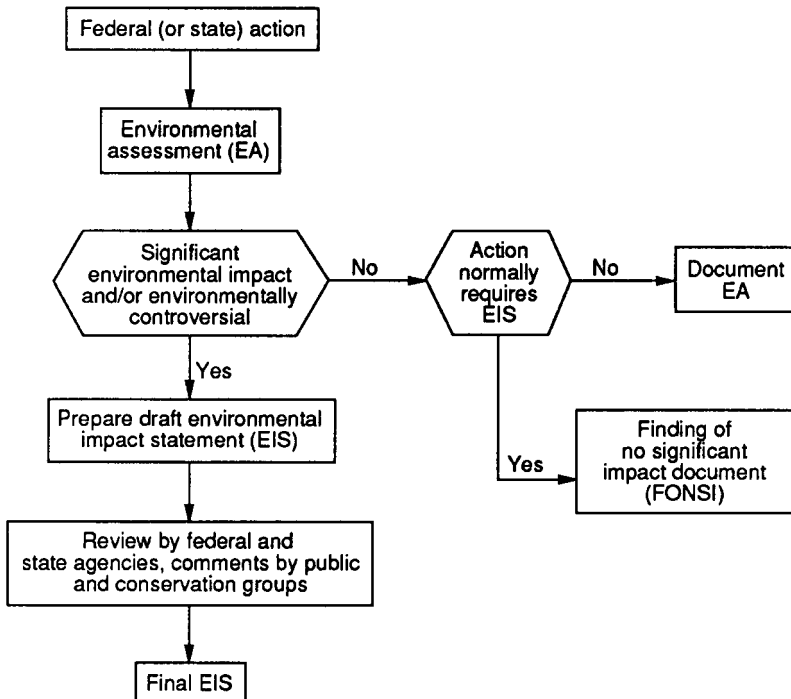 Federal (or state) action
Environmental
assessment (EA)
Significant
environmental impact
and/or environmentally
controversial
No
Action
normally
requires
EIS
No
Document
EA
Yes
Prepare draft environmental
impact statement (EIS)
Yes
Finding of
no significant
impact document
(FONSI)
Review by federal and
state agencies, comments by public
and conservation groups
Final EIS